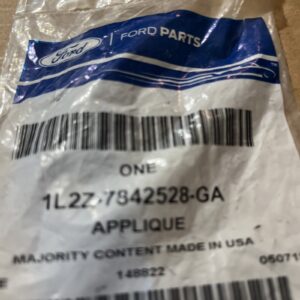 Ford FORD PARTS
ONE
1L2Z-7842528-GA
APPLIQUE
MAJORITY CONTENT MADE IN USA
148822